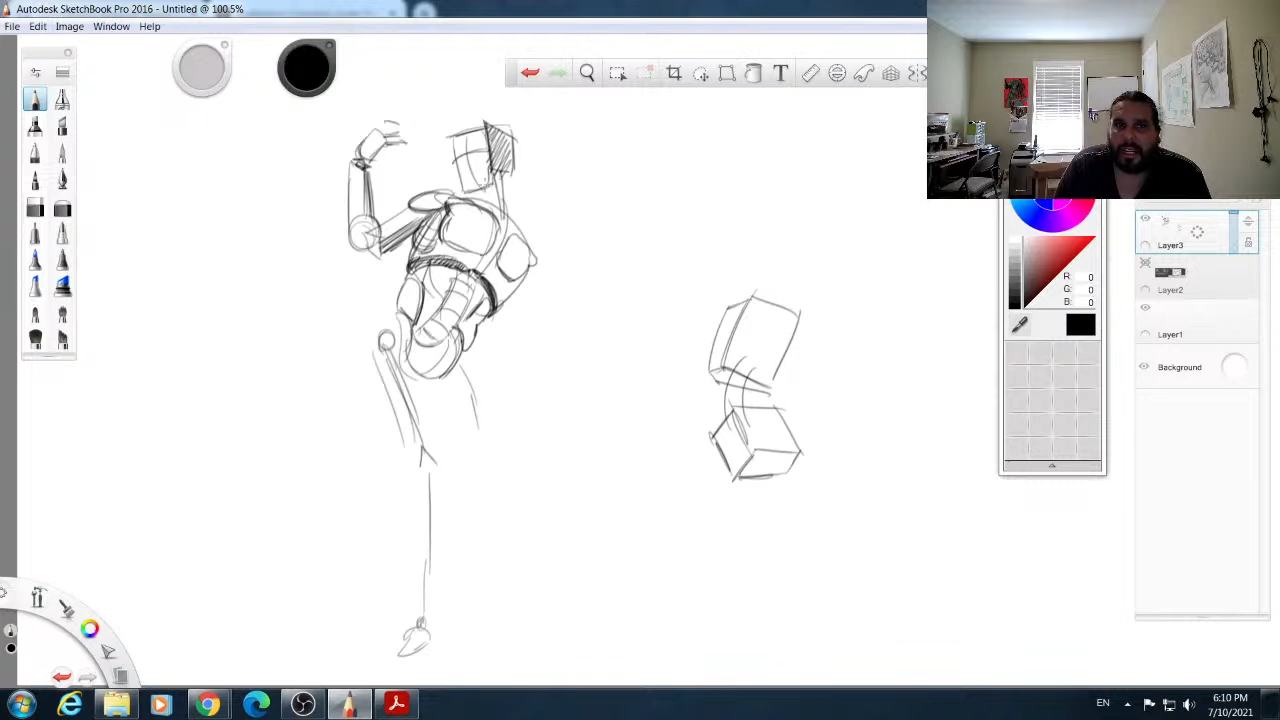 Autodesk SketchBook Pro 2016 - Untitled @ 100.5%
File Edit Image Window Help
T
Layer3
R: 0
G: 0
B: 0
Layer2
Layer1
Background
EN
6:10 PM
7/10/2021